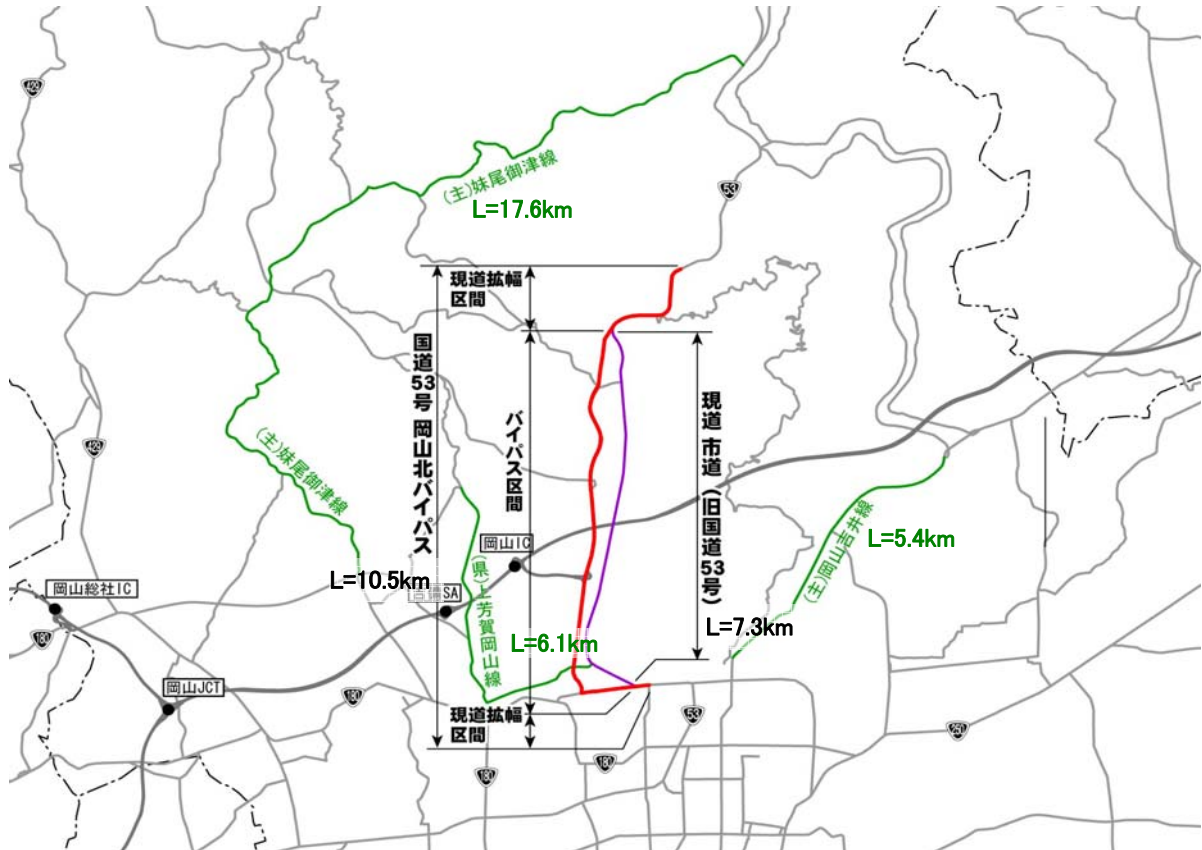 429
(主)妹尾御津線
L=17.6km
53
現道拡幅
区間
国道53号 岡山北バイパス
バイパス区間
現道 市道 (旧国道53号)
429
(主)妹尾御津線
(主)岡山吉井線
L=5.4km
岡山IC
L=10.5km
SA
岡山総社IC
(県)上芳賀岡山線
L=6.1km
L=7.3km
180
岡山JCT
180
現道拡幅
区間
53
250
180
180